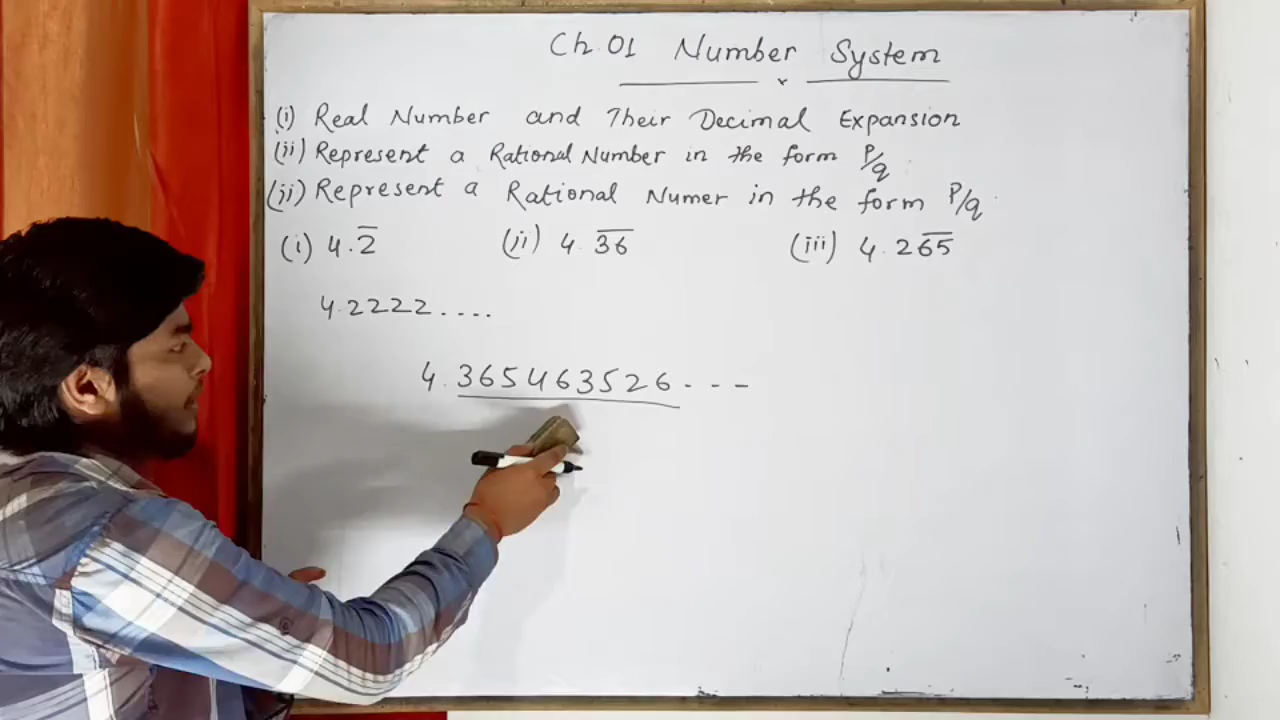 Ch.01 Number System
x
(i) Real Number and Their Decimal Expansion
(ii) Represent a Rational Number in the form P/q
(ii) Represent a Rational Numer in the form P/q
(i) 4.2̅ (ii) 4.3̅6̅ (iii) 4.26̅5̅
4.2222....
4.365463526---